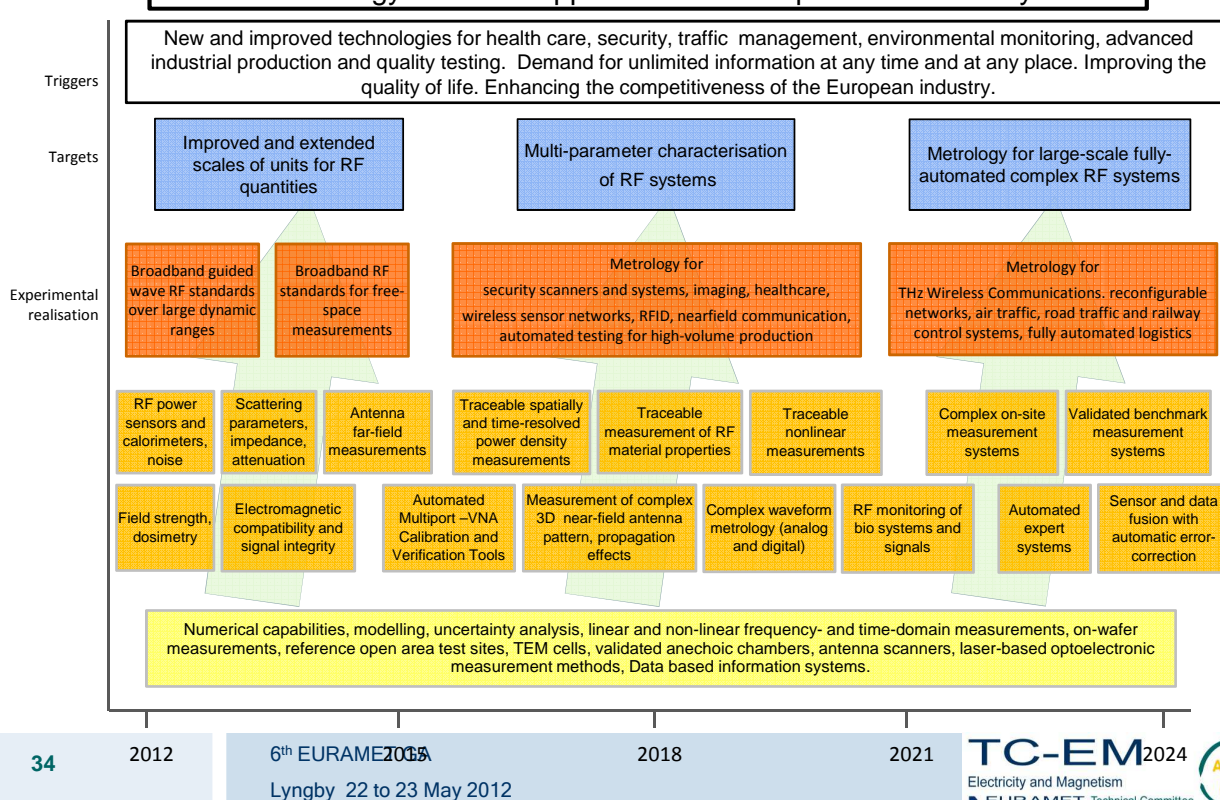 New and improved technologies for health care, security, traffic management, environmental monitoring, advanced
industrial production and quality testing. Demand for unlimited information at any time and at any place. Improving the
quality of life. Enhancing the competitiveness of the European industry.
Triggers
Targets
Improved and extended
scales of units for RF
quantities
Multi-parameter characterisation
of RF systems
Metrology for large-scale fully-
automated complex RF systems
Experimental
realisation
Broadband guided
wave RF standards
over large dynamic
ranges
Broadband RF
standards for free-
space
measurements
Metrology for
security scanners and systems, imaging, healthcare,
wireless sensor networks, RFID, nearfield communication,
automated testing for high-volume production
Metrology for
THz Wireless Communications. reconfigurable
networks, air traffic, road traffic and railway
control systems, fully automated logistics
RF power
sensors and
calorimeters,
noise
Scattering
parameters,
impedance,
attenuation
Antenna
far-field
measurements
Traceable spatially
and time-resolved
power density
measurements
Traceable
measurement of RF
material properties
Traceable
nonlinear
measurements
Complex on-site
measurement
systems
Validated benchmark
measurement
systems
Field strength,
dosimetry
Electromagnetic
compatibility and
signal integrity
Automated
Multiport –VNA
Calibration and
Verification Tools
Measurement of complex
3D near-field antenna
pattern, propagation
effects
Complex waveform
metrology (analog
and digital)
RF monitoring of
bio systems and
signals
Automated
expert
systems
Sensor and data
fusion with
automatic error-
correction
Numerical capabilities, modelling, uncertainty analysis, linear and non-linear frequency- and time-domain measurements, on-wafer
measurements, reference open area test sites, TEM cells, validated anechoic chambers, antenna scanners, laser-based optoelectronic
measurement methods, Data based information systems.
2012
2015
2018
2021
2024
34
6th EURAMET GA
Lyngby 22 to 23 May 2012
TC-EM
Electricity and Magnetism
EURAMET Technical Committee